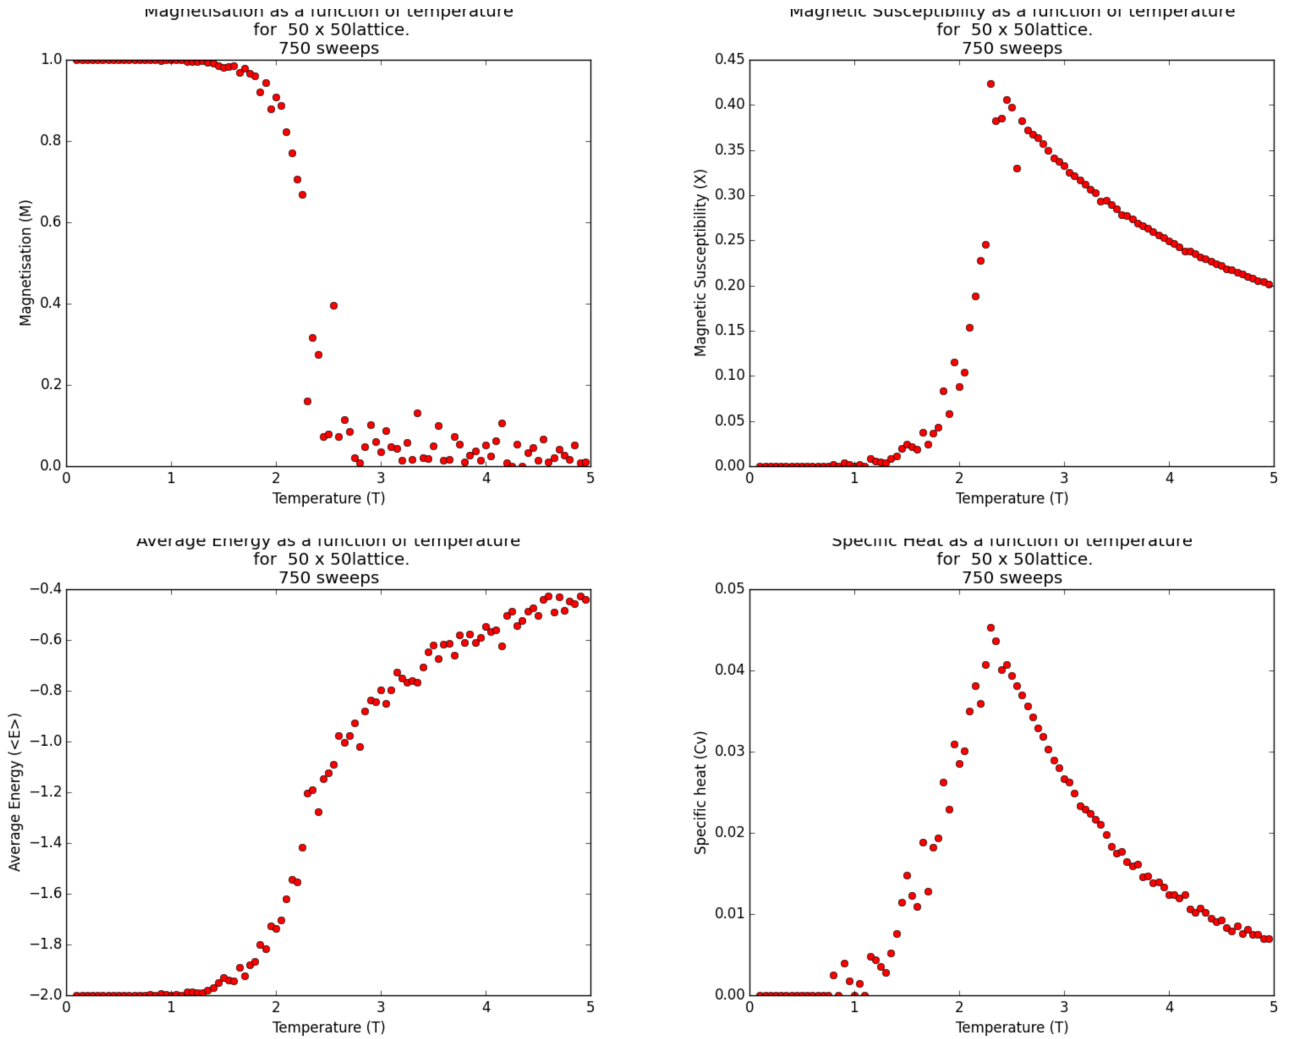 Magnetisation as a function of temperature
for  50 x 50lattice.
750 sweeps
1.0
0.8
0.6
0.4
0.2
0.0
Magnetisation (M)
0 1 2 3 4 5
Temperature (T)
Magnetic Susceptibility as a function of temperature
for  50 x 50lattice.
750 sweeps
0.45
0.40
0.35
0.30
0.25
0.20
0.15
0.10
0.05
0.00
Magnetic Susceptibility (X)
0 1 2 3 4 5
Temperature (T)
Average Energy as a function of temperature
for  50 x 50lattice.
750 sweeps
−0.4
−0.6
−0.8
−1.0
−1.2
−1.4
−1.6
−1.8
−2.0
Average Energy (<E>)
0 1 2 3 4 5
Temperature (T)
Specific Heat as a function of temperature
for  50 x 50lattice.
750 sweeps
0.05
0.04
0.03
0.02
0.01
0.00
Specific heat (Cv)
0 1 2 3 4 5
Temperature (T)